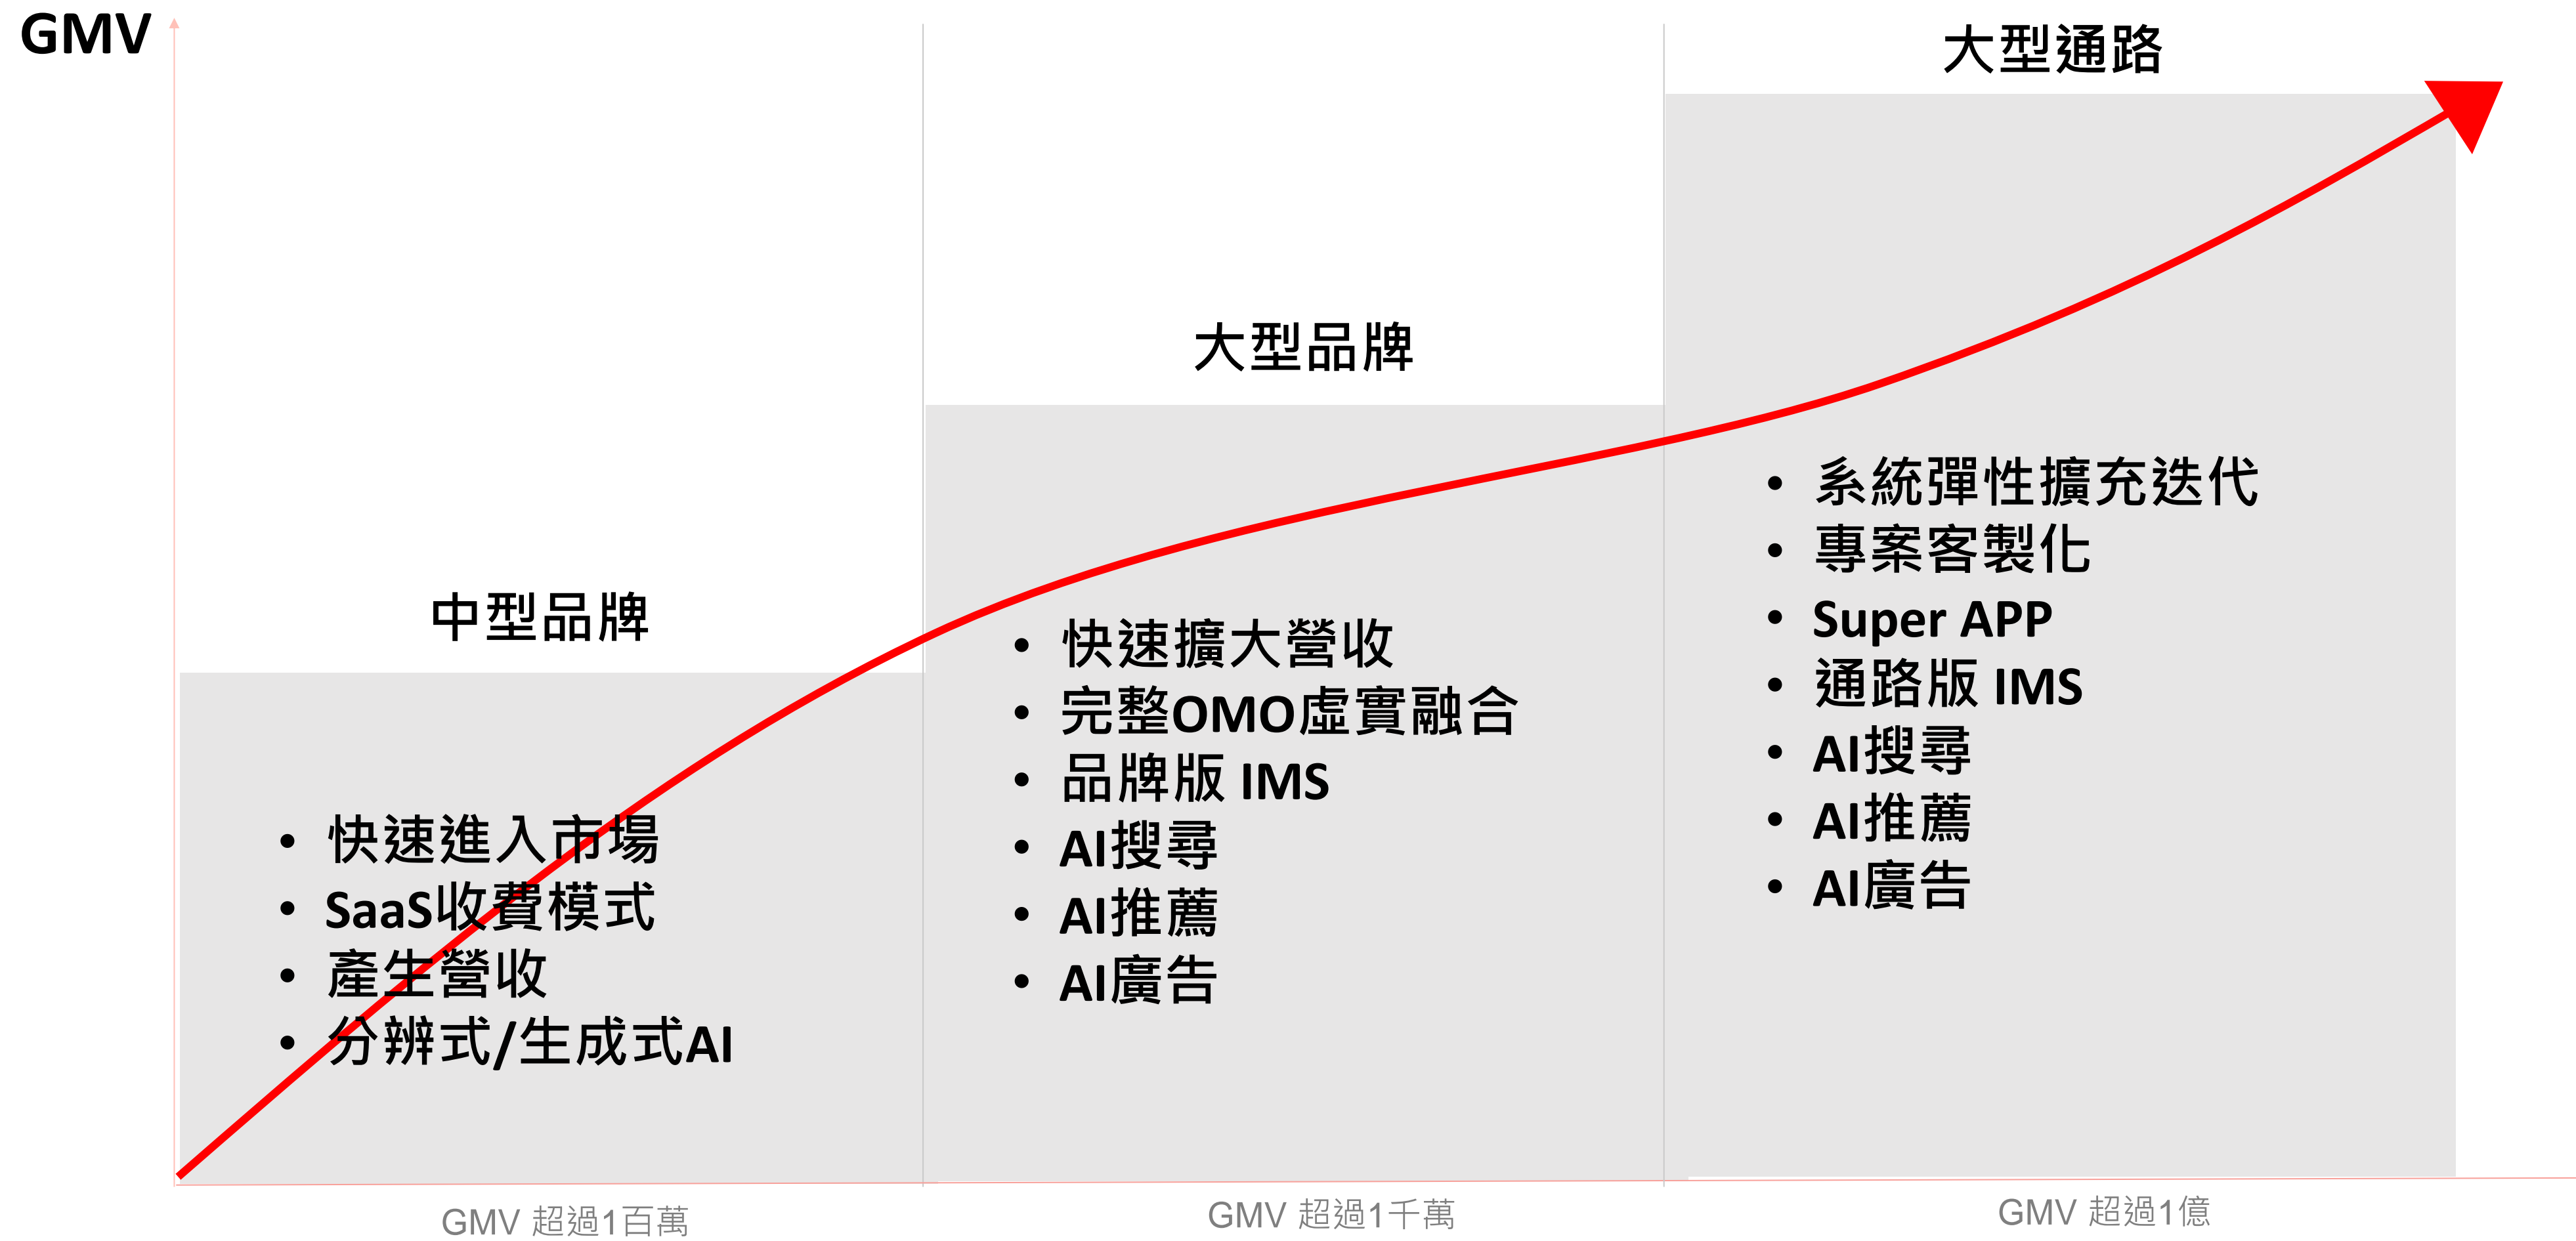 GMV
中型品牌
• 快速進入市場
• SaaS收費模式
• 產生營收
• 分辨式/生成式AI
GMV 超過1百萬
大型品牌
• 快速擴大營收
• 完整OMO虛實融合
• 品牌版 IMS
• AI搜尋
• AI推薦
• AI廣告
GMV 超過1千萬
大型通路
• 系統彈性擴充迭代
• 專案客製化
• Super APP
• 通路版 IMS
• AI搜尋
• AI推薦
• AI廣告
GMV 超過1億